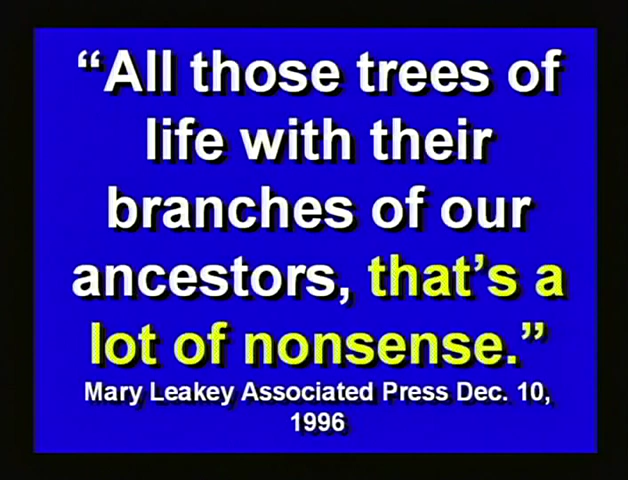 “All those trees of
life with their
branches of our
ancestors, that’s a
lot of nonsense.”
Mary Leakey Associated Press Dec. 10,
1996